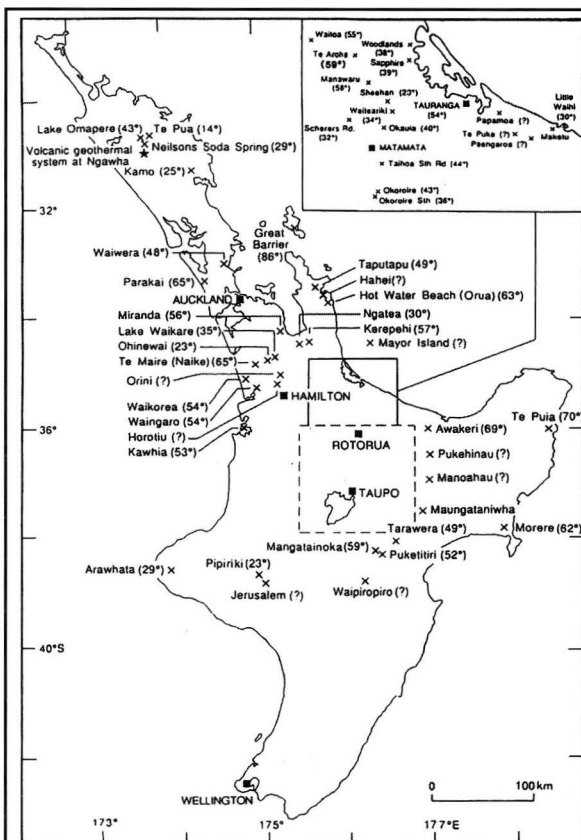 Wailoa (55°)
Woodlands
(38°)
Te Aroha
(59°)
Sapphire
(39°)
Manawaru
(58°)
Sheehan (23°)
Waiteariki
(34°)
TAURANGA
(54°)
Little
Waihi
(30°)
Papamoa (?)
Scherers Rd.
(32°)
Okauia (40°)
Te Puke (?)
Paengaroa (?)
Maketu
MATAMATA
Taihoa Sth Rd (44°)
Okoroire (43°)
Okoroire Sth (36°)
Lake Omapere (43°)
Te Pua (14°)
Neilsons Soda Spring (29°)
Volcanic geothermal
system at Ngawha
Kamo (25°)
32°
Great
Barrier
(86°)
Waiwera (48°)
Parakai (65°)
AUCKLAND
Taputapu (49°)
Hahei (?)
Hot Water Beach (Orua) (63°)
Miranda (56°)
Ngatea (30°)
Lake Waikare (35°)
Kerepehi (57°)
Ohinewai (23°)
Mayor Island (?)
Te Maire (Naike) (65°)
Orini (?)
Waikorea (54°)
HAMILTON
Waingaro (54°)
Horotiu (?)
Kawhia (53°)
36°
Te Puia (70°)
Awakeri (69°)
ROTORUA
Pukehinau (?)
Manoahau (?)
TAUPO
Maungataniwha
Tarawera (49°)
Morere (62°)
Mangatainoka (59°)
Puketitiri (52°)
Arawhata (29°)
Pipiriki (23°)
Jerusalem (?)
Waipiropiro (?)
40°S
WELLINGTON
0 100km
173° 175° 177°E